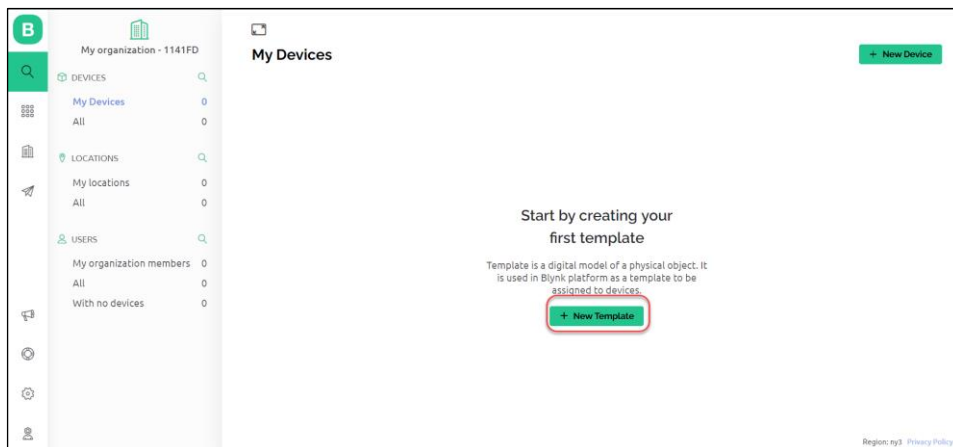 B
My organization - 1141FD
DEVICES
My Devices 0
All 0
LOCATIONS
My locations 0
All 0
USERS
My organization members 0
All 0
With no devices 0
My Devices
+ New Device
Start by creating your
first template
Template is a digital model of a physical object. It
is used in Blynk platform as a template to be
assigned to devices.
+ New Template
Region: ny3 Privacy Policy